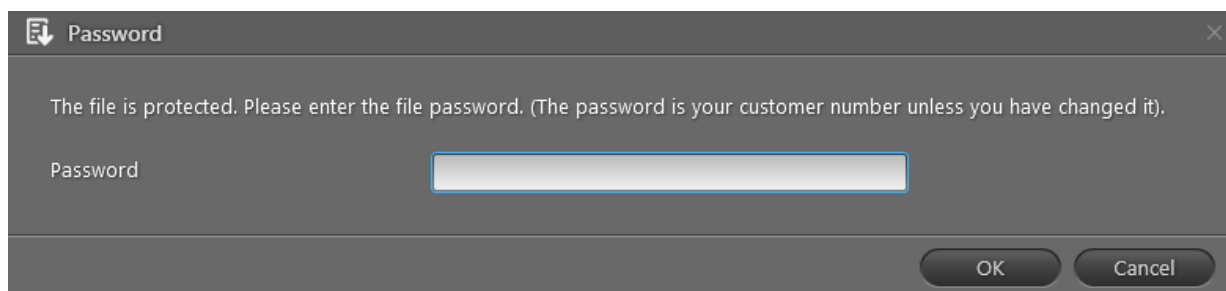 Password
The file is protected. Please enter the file password. (The password is your customer number unless you have changed it).
Password
OK
Cancel